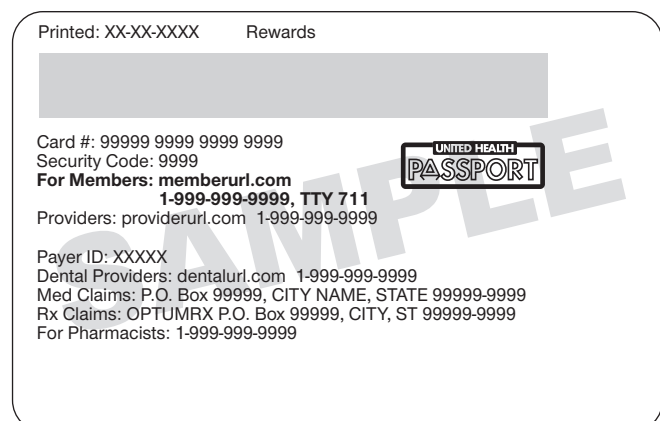 Printed: XX-XX-XXXX Rewards
Card #: 99999 9999 9999 9999
Security Code: 9999
For Members: memberurl.com
1-999-999-9999, TTY 711
Providers: providerurl.com 1-999-999-9999
UNITED HEALTH
PASSPORT
Payer ID: XXXXX
Dental Providers: dentalurl.com 1-999-999-9999
Med Claims: P.O. Box 99999, CITY NAME, STATE 99999-9999
Rx Claims: OPTUMRX P.O. Box 99999, CITY, ST 99999-9999
For Pharmacists: 1-999-999-9999
SAMPLE